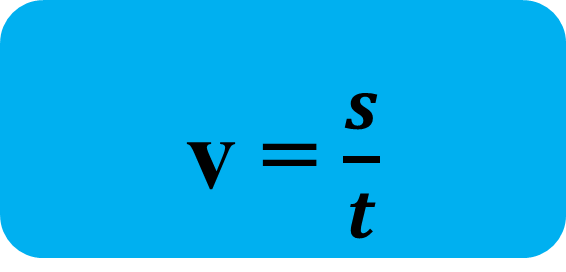 v = s/t